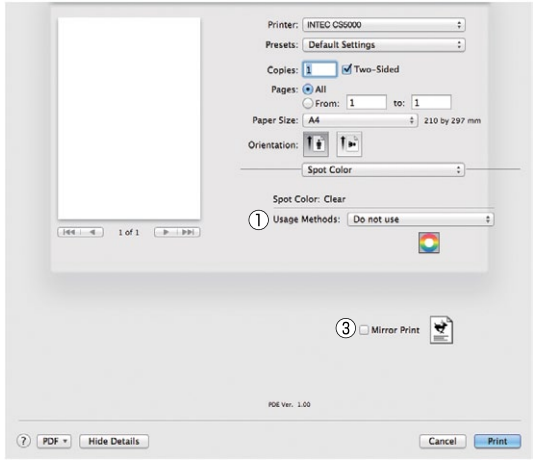 Printer: INTEC CS5000
Presets: Default Settings
Copies: 1 Two-Sided
Pages: All
From: 1 to: 1
Paper Size: A4 210 by 297 mm
Orientation:
Spot Color
Spot Color: Clear
① Usage Methods: Do not use
1 of 1
③ Mirror Print
PDE Ver. 1.00
? PDF Hide Details Cancel Print